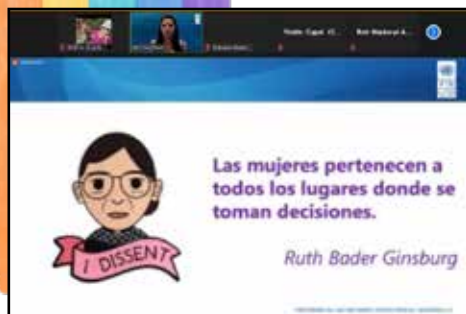 Las mujeres pertenecen a
todos los lugares donde se
toman decisiones.
Ruth Bader Ginsburg
I DISSENT